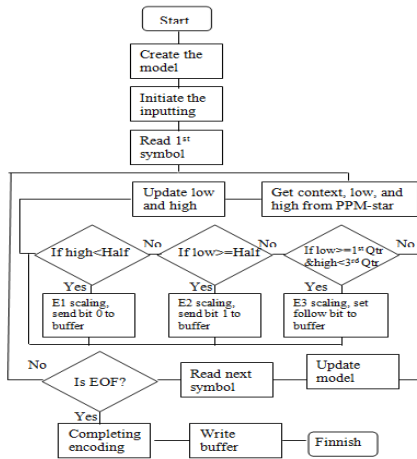 Start
Create the
model
Initiate the
inputting
Read 1st
symbol
Update low
and high
Get context, low, and
high from PPM-star
If high<Half
No
If low>=Half
No
If low>=1st Qtr
&high<3rd Qtr
No
Yes
Yes
Yes
E1 scaling,
send bit 0 to
buffer
E2 scaling,
send bit 1 to
buffer
E3 scaling, set
follow bit to
buffer
No
Is EOF?
Read next
symbol
Update
model
Yes
Completing
encoding
Write
buffer
Finnish